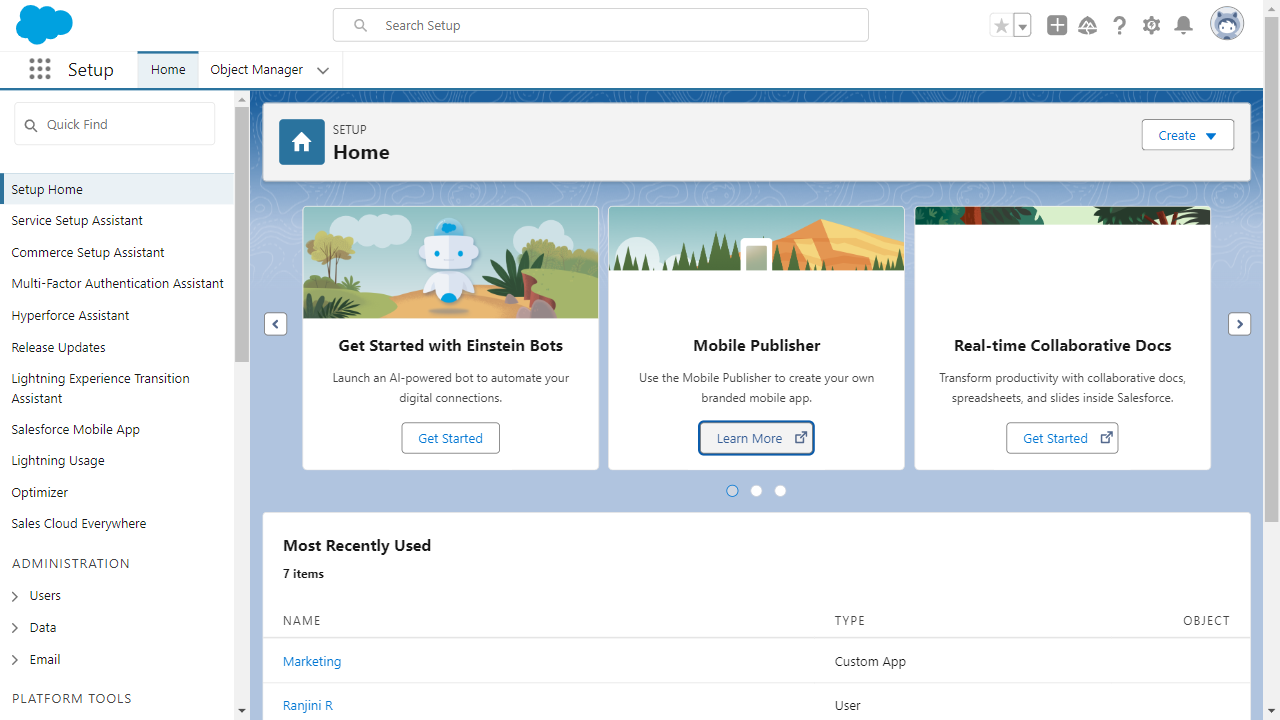 Search Setup
Setup
Home
Object Manager
Quick Find
Setup Home
Service Setup Assistant
Commerce Setup Assistant
Multi-Factor Authentication Assistant
Hyperforce Assistant
Release Updates
Lightning Experience Transition
Assistant
Salesforce Mobile App
Lightning Usage
Optimizer
Sales Cloud Everywhere
ADMINISTRATION
Users
Data
Email
PLATFORM TOOLS
SETUP
Home
Create
Get Started with Einstein Bots
Launch an AI-powered bot to automate your
digital connections.
Get Started
Mobile Publisher
Use the Mobile Publisher to create your own
branded mobile app.
Learn More
Real-time Collaborative Docs
Transform productivity with collaborative docs,
spreadsheets, and slides inside Salesforce.
Get Started
Most Recently Used
7 items
NAME TYPE OBJECT
Marketing Custom App
Ranjini R User